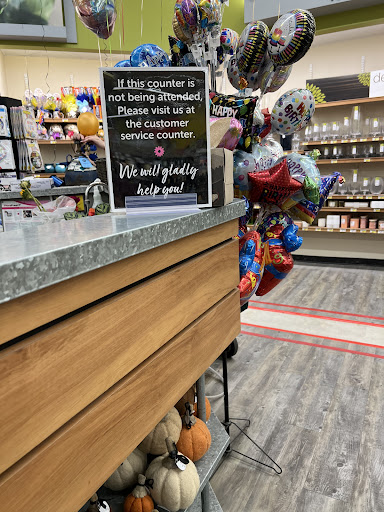 If this counter is
not being attended,
Please visit us at
the customer
service counter.
We will gladly
help you!
HAPPY